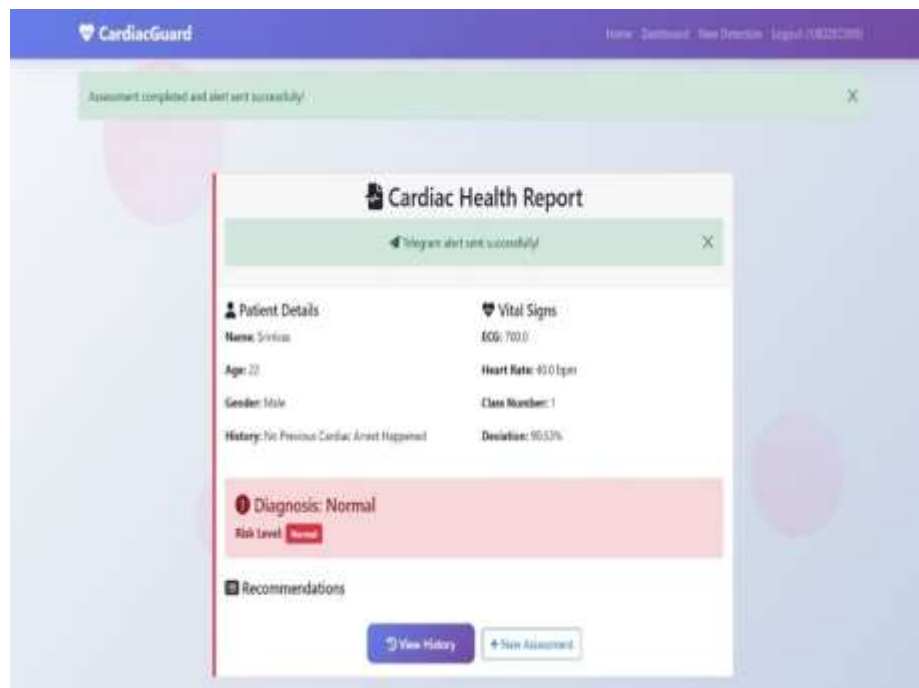 CardiacGuard
Home Dashboard New Detection Logout
Assessment completed and alert sent successfully!
X
Cardiac Health Report
Telegram alert sent successfully!
X
Patient Details
Name: Srinivas
Age: 22
Gender: Male
History: No Previous Cardiac Arrest Happened
Vital Signs
ECG: 700.0
Heart Rate: 40.0 bpm
Class Number: 1
Deviation:
Diagnosis: Normal
Risk Level: Normal
Recommendations
View History
+ New Assessment